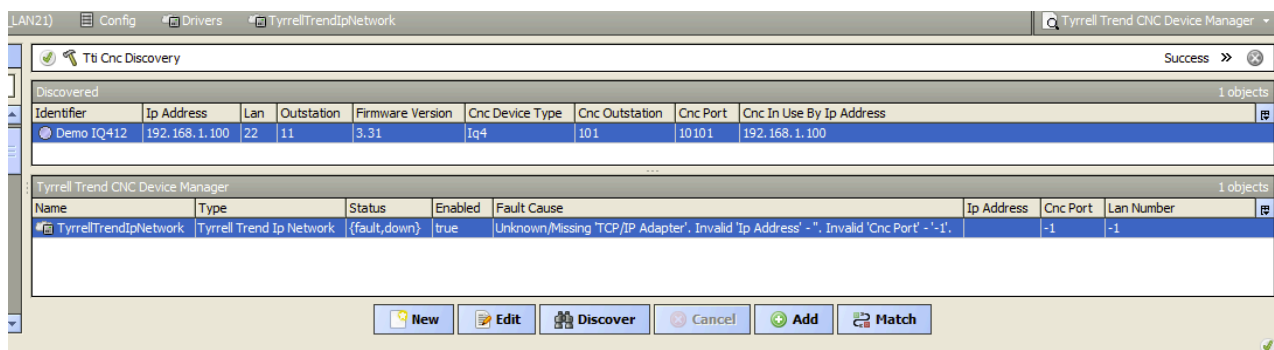 _LAN21) Config Drivers TyrrellTrendIpNetwork Tyrrell Trend CNC Device Manager
Tti Cnc Discovery Success »
Discovered 1 objects
Identifier Ip Address Lan Outstation Firmware Version Cnc Device Type Cnc Outstation Cnc Port Cnc In Use By Ip Address
Demo IQ412 192.168.1.100 22 11 3.31 Iq4 101 10101 192.168.1.100
Tyrrell Trend CNC Device Manager 1 objects
Name Type Status Enabled Fault Cause Ip Address Cnc Port Lan Number
TyrrellTrendIpNetwork Tyrrell Trend Ip Network {fault,down} true Unknown/Missing 'TCP/IP Adapter'. Invalid 'Ip Address' - ''. Invalid 'Cnc Port' - '-1'. -1 -1
New Edit Discover Cancel Add Match